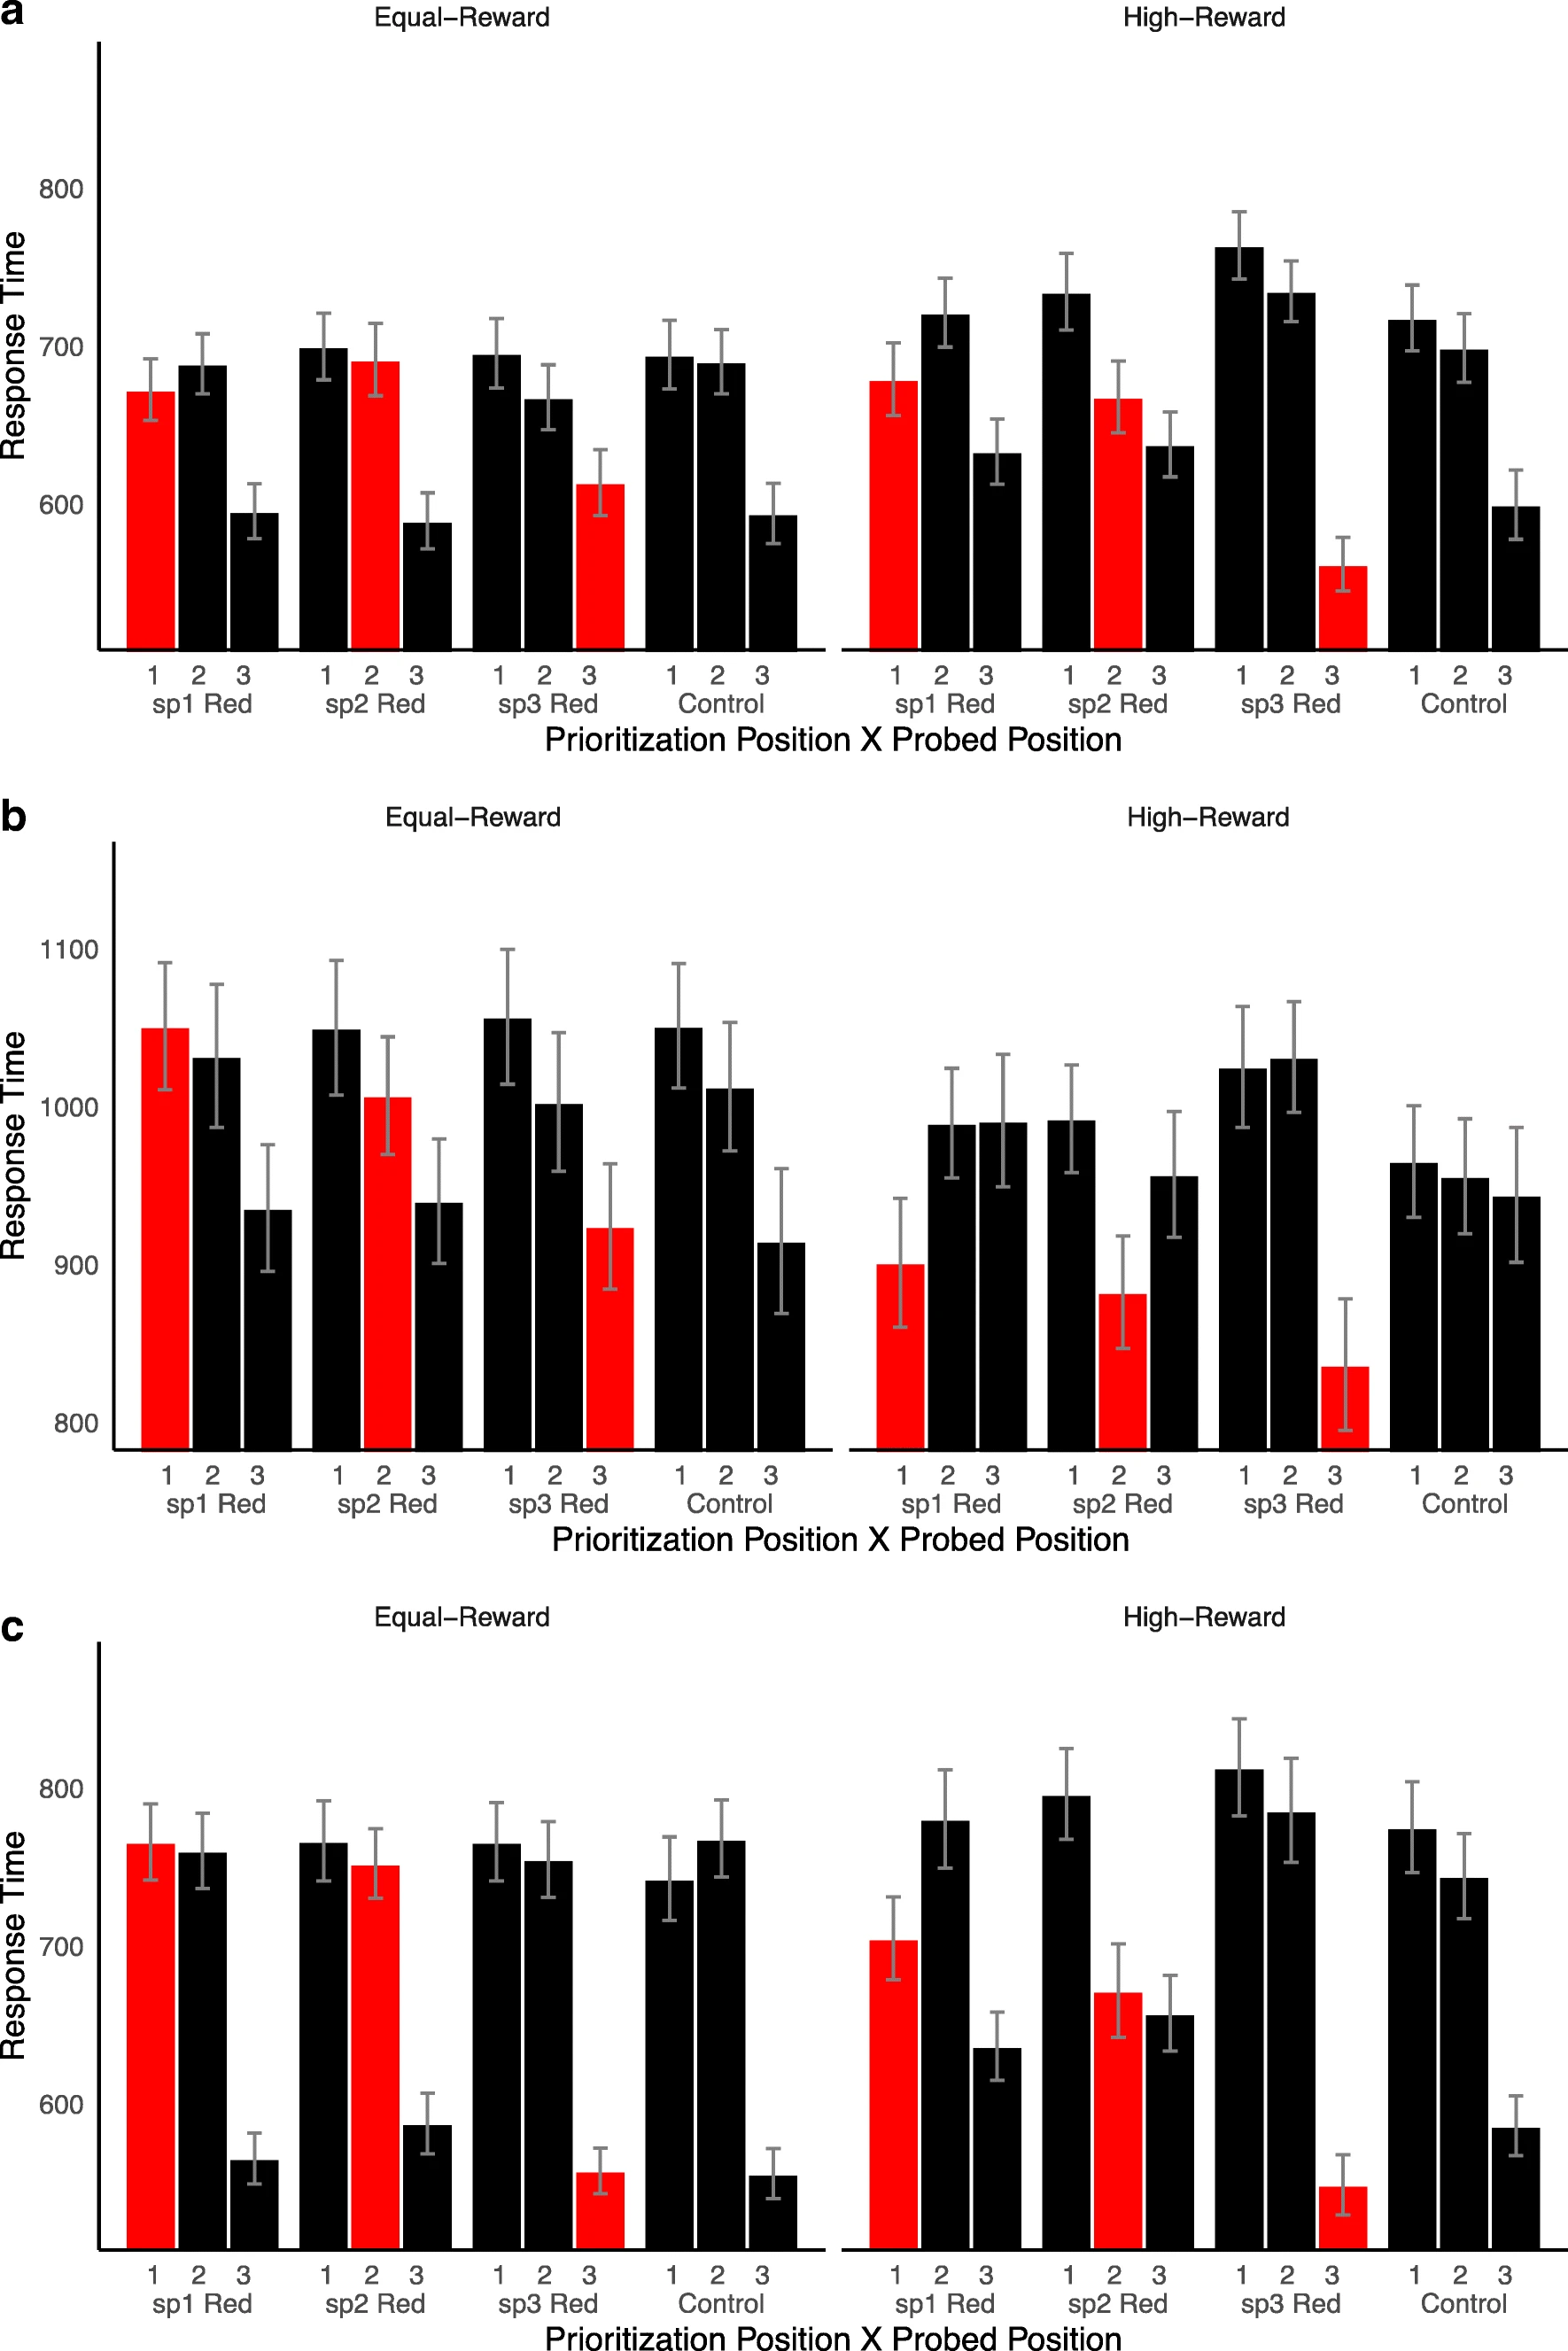 a
Equal−Reward High−Reward
800
700
600
Response Time
1 2 3 1 2 3 1 2 3 1 2 3 1 2 3 1 2 3 1 2 3 1 2 3
sp1 Red sp2 Red sp3 Red Control sp1 Red sp2 Red sp3 Red Control
Prioritization Position X Probed Position
b
Equal−Reward High−Reward
1100
1000
900
800
Response Time
1 2 3 1 2 3 1 2 3 1 2 3 1 2 3 1 2 3 1 2 3 1 2 3
sp1 Red sp2 Red sp3 Red Control sp1 Red sp2 Red sp3 Red Control
Prioritization Position X Probed Position
c
Equal−Reward High−Reward
800
700
600
Response Time
1 2 3 1 2 3 1 2 3 1 2 3 1 2 3 1 2 3 1 2 3 1 2 3
sp1 Red sp2 Red sp3 Red Control sp1 Red sp2 Red sp3 Red Control
Prioritization Position X Probed Position